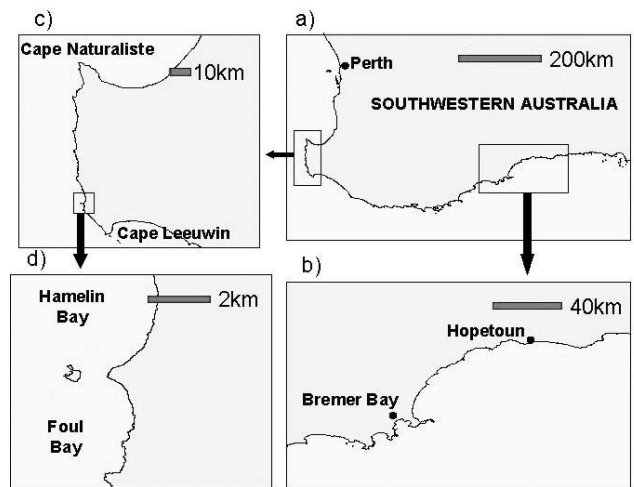 c)
Cape Naturaliste
10km
Cape Leeuwin
a)
Perth
200km
SOUTHWESTERN AUSTRALIA
d)
Hamelin
Bay
2km
Foul
Bay
b)
40km
Hopetoun
Bremer Bay